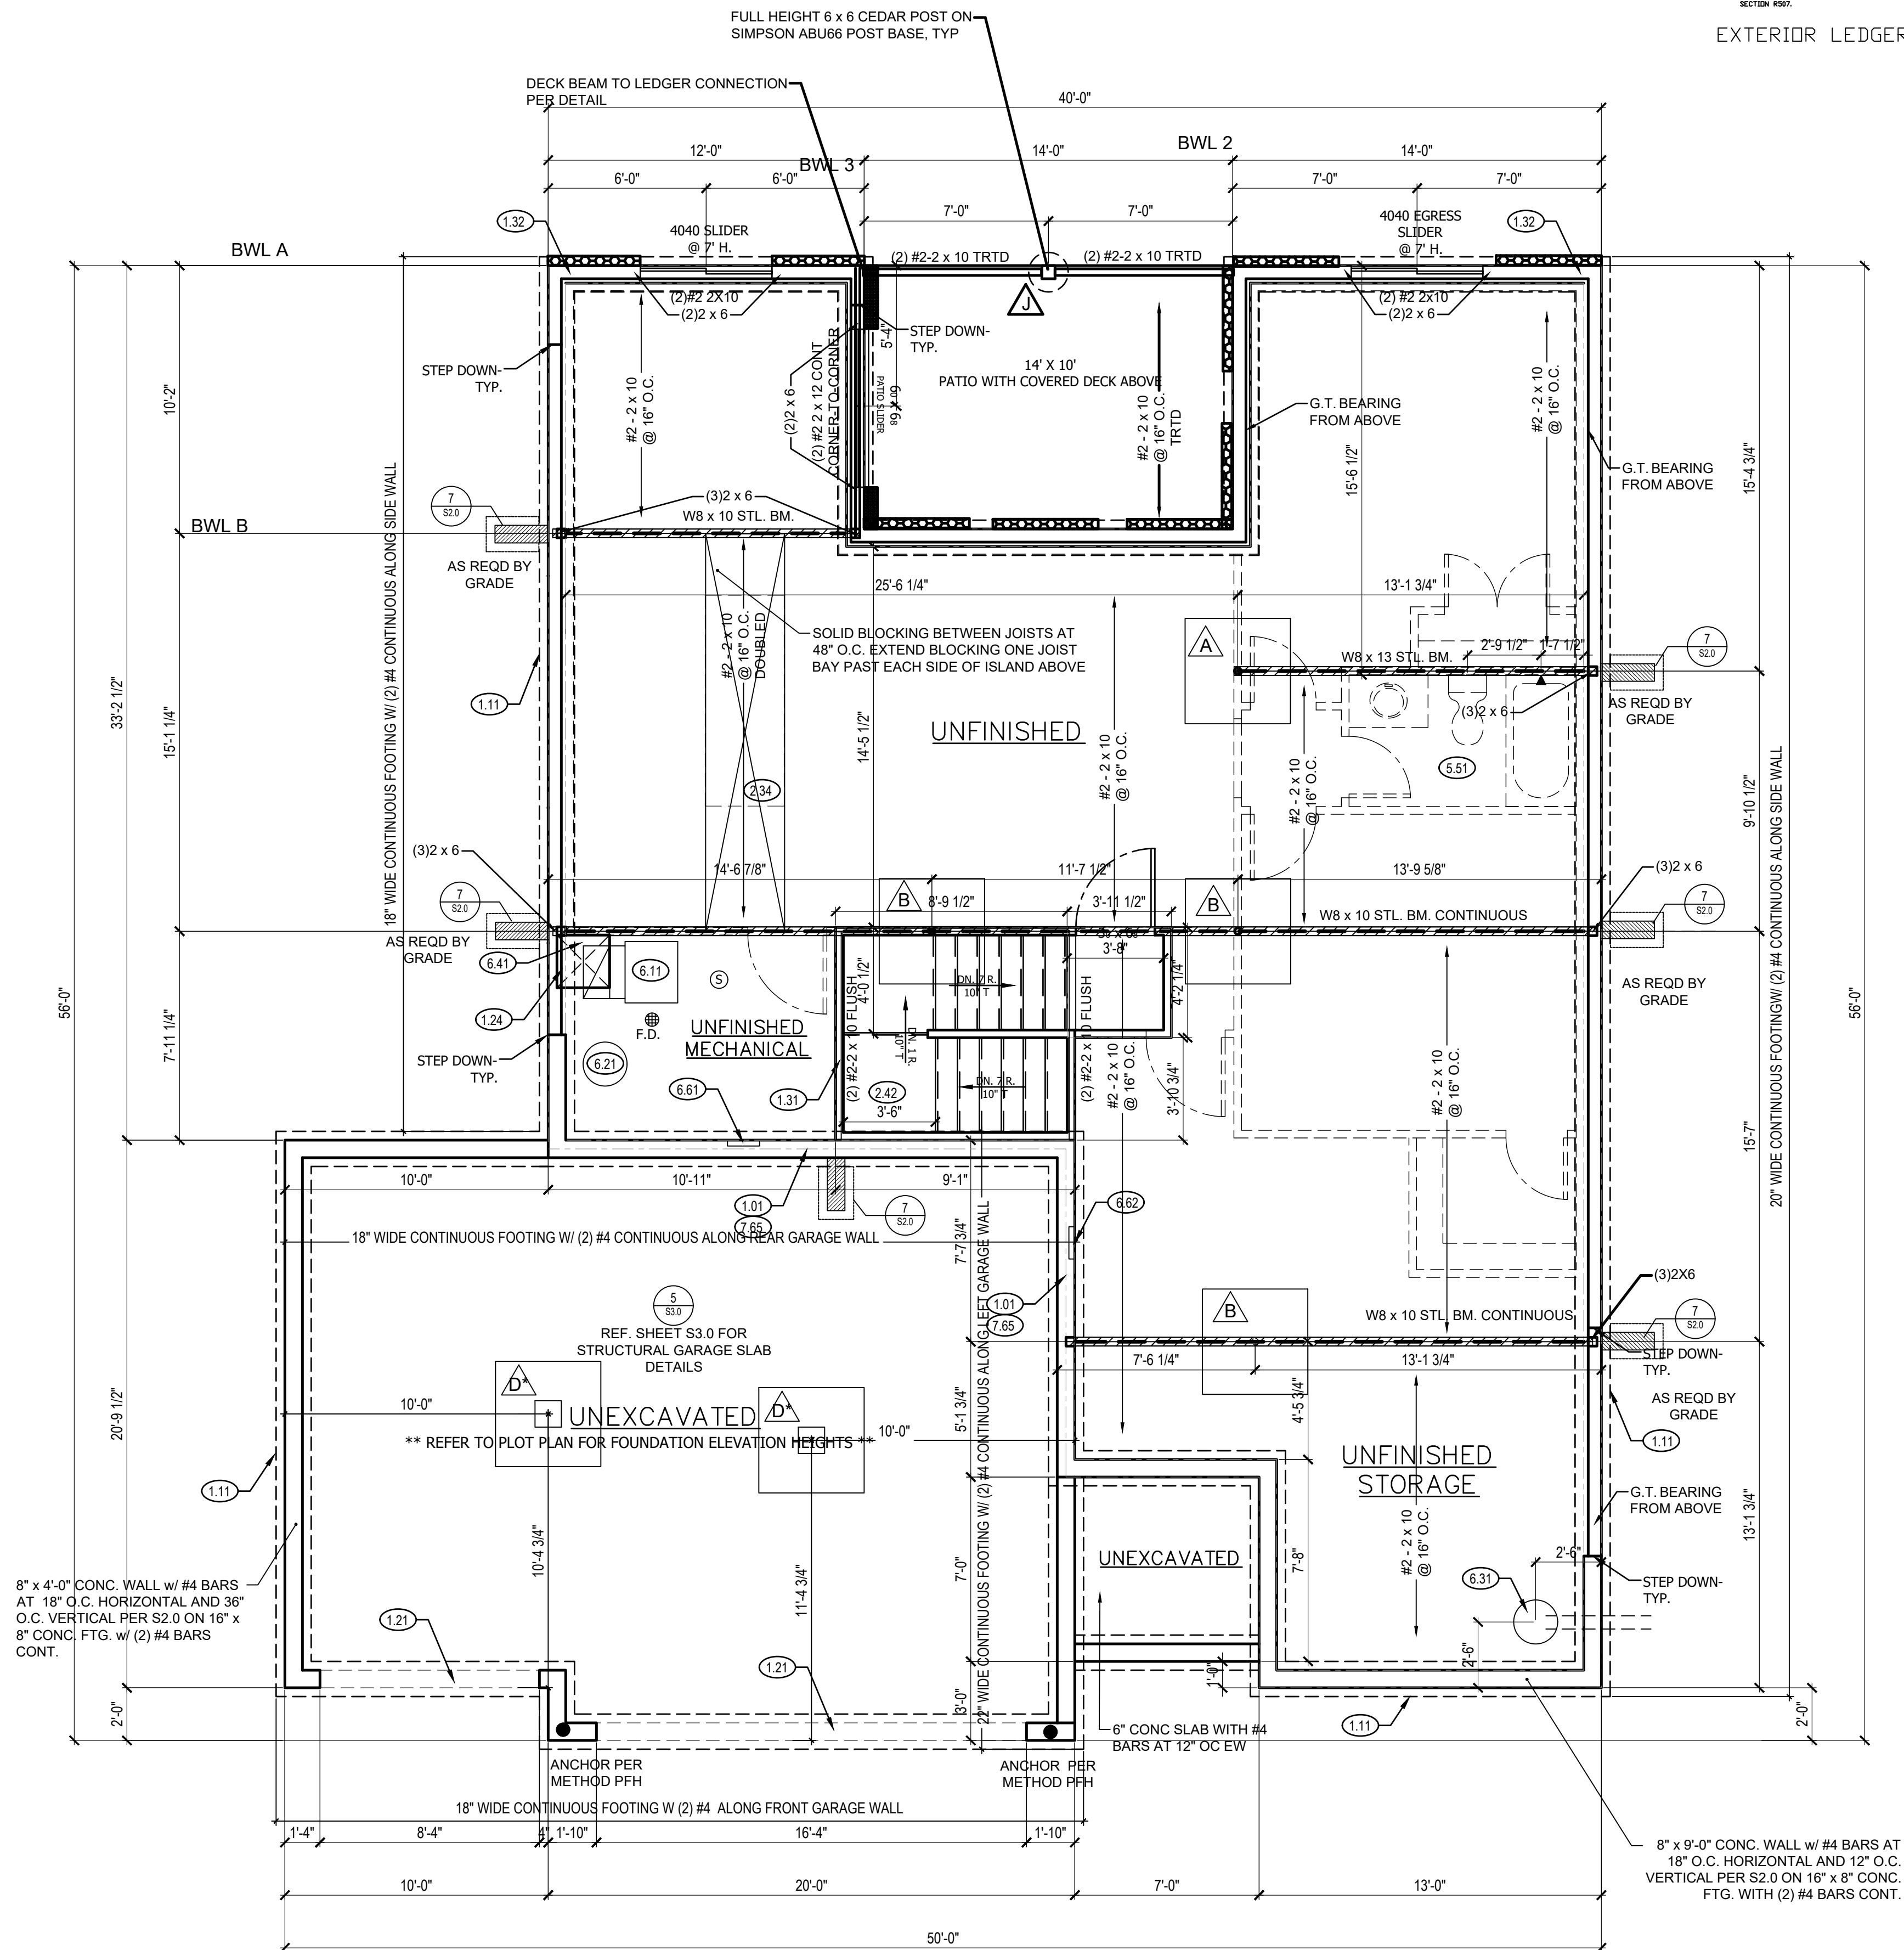 SECTION R507.
EXTERIOR LEDGER
FULL HEIGHT 6 x 6 CEDAR POST ON
SIMPSON ABU66 POST BASE, TYP
DECK BEAM TO LEDGER CONNECTION
PER DETAIL
40'-0"
BWL 3
BWL 2
12'-0"
14'-0"
14'-0"
6'-0"
6'-0"
7'-0"
7'-0"
7'-0"
7'-0"
1.32
4040 SLIDER
@ 7' H.
4040 EGRESS
SLIDER
@ 7' H.
1.32
BWL A
(2) #2-2 x 10 TRTD
(2) #2-2 x 10 TRTD
(2)#2 2X10
(2)2 x 6
(2) #2 2x10
(2)2 x 6
J
STEP DOWN-
TYP.
5'-4"
STEP DOWN-
TYP.
14' X 10'
PATIO WITH COVERED DECK ABOVE
#2 - 2 x 10
@ 16" O.C.
(2)2 x 6
(2) #2 2 x 12 CONT
CORNER-TO-CORNER
PATIO SLIDER
#2 - 2 x 10
@ 16" O.C.
TRTD
G.T. BEARING
FROM ABOVE
#2 - 2 x 10
@ 16" O.C.
G.T. BEARING
FROM ABOVE
10'-2"
15'-6 1/2"
15'-4 3/4"
7
S2.0
(3)2 x 6
W8 x 10 STL. BM.
BWL B
AS REQD BY
GRADE
18" WIDE CONTINUOUS FOOTING W/ (2) #4 CONTINUOUS ALONG SIDE WALL
25'-6 1/4"
13'-1 3/4"
SOLID BLOCKING BETWEEN JOISTS AT
48" O.C. EXTEND BLOCKING ONE JOIST
BAY PAST EACH SIDE OF ISLAND ABOVE
#2 - 2 x 10
@ 16" O.C.
DOUBLED
A
W8 x 13 STL. BM.
2'-9 1/2"
1'-7 1/2"
7
S2.0
AS REQD BY
GRADE
(3)2 x 6
1.11
33'-2 1/2"
15'-1 1/4"
14'-5 1/2"
UNFINISHED
#2 - 2 x 10
@ 16" O.C.
#2 - 2 x 10
@ 16" O.C.
5.51
2.34
9'-10 1/2"
20" WIDE CONTINUOUS FOOTINGW/ (2) #4 CONTINUOUS ALONG SIDE WALL
(3)2 x 6
14'-6 7/8"
11'-7 1/2"
13'-9 5/8"
(3)2 x 6
7
S2.0
B
8'-9 1/2"
3'-11 1/2"
B
W8 x 10 STL. BM. CONTINUOUS
7
S2.0
AS REQD BY
GRADE
6.41
6.11
S
3'-8"
AS REQD BY
GRADE
56'-0"
56'-0"
1.24
F.D.
UNFINISHED
MECHANICAL
4'-0 1/2"
(2) #2-2 x 10 FLUSH
DN. 7 R.
10" T
DN. 1 R.
10" T
DN. 7 R.
10" T
(2) #2-2 x 10 FLUSH
4'-2 1/4"
#2 - 2 x 10
@ 16" O.C.
#2 - 2 x 10
@ 16" O.C.
7'-11 1/4"
STEP DOWN-
TYP.
6.21
6.61
1.31
2.42
3'-6"
3'-10 3/4"
15'-7"
10'-0"
10'-11"
9'-1"
1.01
7.65
7
S2.0
6.62
18" WIDE CONTINUOUS FOOTING W/ (2) #4 CONTINUOUS ALONG REAR GARAGE WALL
7'-7 3/4"
22" WIDE CONTINUOUS FOOTING W/ (2) #4 CONTINUOUS ALONG LEFT GARAGE WALL
5
S3.0
REF. SHEET S3.0 FOR
STRUCTURAL GARAGE SLAB
DETAILS
1.01
7.65
B
W8 x 10 STL. BM. CONTINUOUS
(3)2X6
7
S2.0
STEP DOWN-
TYP.
7'-6 1/4"
13'-1 3/4"
AS REQD BY
GRADE
1.11
20'-9 1/2"
D*
D*
10'-0"
UNEXCAVATED
** REFER TO PLOT PLAN FOR FOUNDATION ELEVATION HEIGHTS **
10'-0"
5'-1 3/4"
4'-5 3/4"
UNFINISHED
STORAGE
1.11
G.T. BEARING
FROM ABOVE
13'-1 3/4"
10'-4 3/4"
11'-4 3/4"
7'-0"
UNEXCAVATED
7'-8"
#2 - 2 x 10
@ 16" O.C.
2'-6"
6.31
STEP DOWN-
TYP.
8" x 4'-0" CONC. WALL w/ #4 BARS
AT 18" O.C. HORIZONTAL AND 36"
O.C. VERTICAL PER S2.0 ON 16" x
8" CONC. FTG. w/ (2) #4 BARS
CONT.
1.21
1.21
2'-6"
1'-0"
2'-0"
3'-0"
2'-0"
6" CONC SLAB WITH #4
BARS AT 12" OC EW
1.11
ANCHOR PER
METHOD PFH
ANCHOR PER
METHOD PFH
18" WIDE CONTINUOUS FOOTING W (2) #4 ALONG FRONT GARAGE WALL
1'-4"
8'-4"
4"
1'-10"
16'-4"
1'-10"
8" x 9'-0" CONC. WALL w/ #4 BARS AT
18" O.C. HORIZONTAL AND 12" O.C.
VERTICAL PER S2.0 ON 16" x 8" CONC.
FTG. WITH (2) #4 BARS CONT.
10'-0"
20'-0"
7'-0"
13'-0"
50'-0"